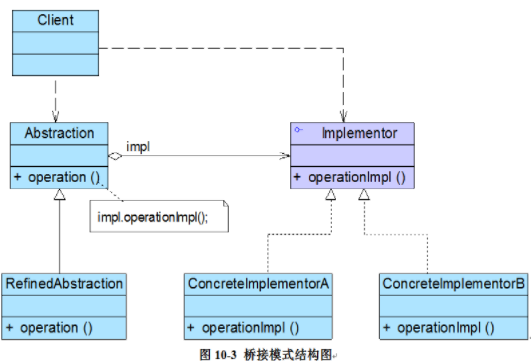 Client
Abstraction
+ operation ()
impl
Implementor
+ operationImpl ()
impl.operationImpl();
RefinedAbstraction
+ operation ()
ConcreteImplementorA
+ operationImpl ()
ConcreteImplementorB
+ operationImpl ()
图 10-3 桥接模式结构图